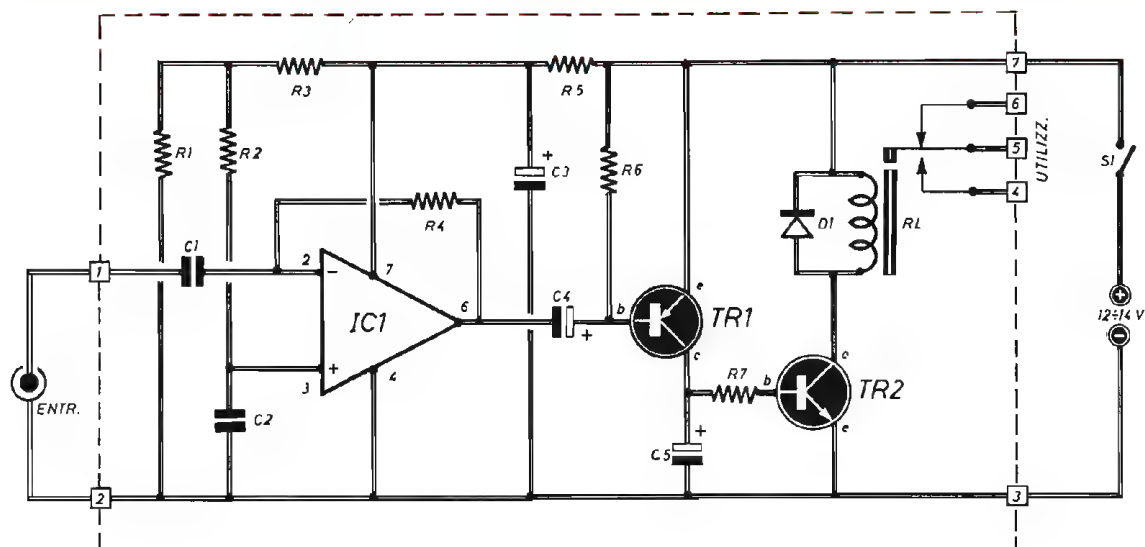 R3
R5
7
6
5
4
UTILIZZ.
S1
R1
R2
+
C3
R6
R4
D1
RL
C1
1
2
-
7
6
IC1
C4
+
b
e
TR1
c
+
12÷14 V
-
3
+
4
ENTR.
C2
R7
b
c
TR2
e
+
C5
2
3